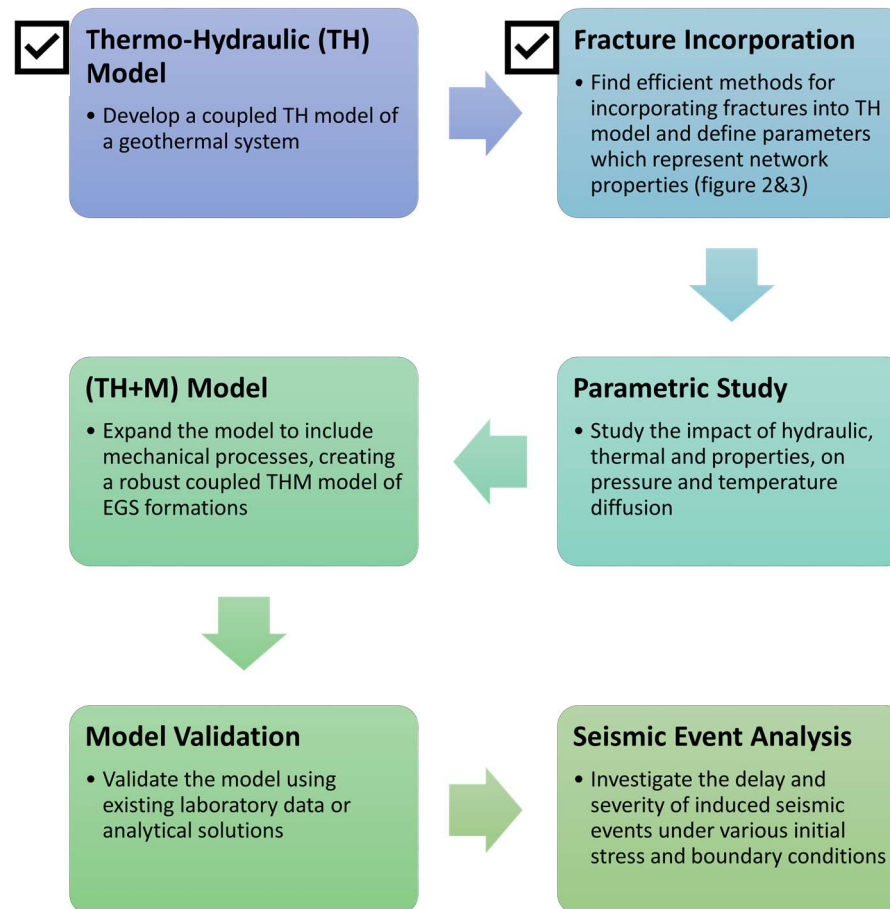 Thermo-Hydraulic (TH)
Model
• Develop a coupled TH model of
a geothermal system
Fracture Incorporation
• Find efficient methods for
incorporating fractures into TH
model and define parameters
which represent network
properties (figure 2&3)
(TH+M) Model
• Expand the model to include
mechanical processes, creating
a robust coupled THM model of
EGS formations
Parametric Study
• Study the impact of hydraulic,
thermal and properties, on
pressure and temperature
diffusion
Model Validation
• Validate the model using
existing laboratory data or
analytical solutions
Seismic Event Analysis
• Investigate the delay and
severity of induced seismic
events under various initial
stress and boundary conditions